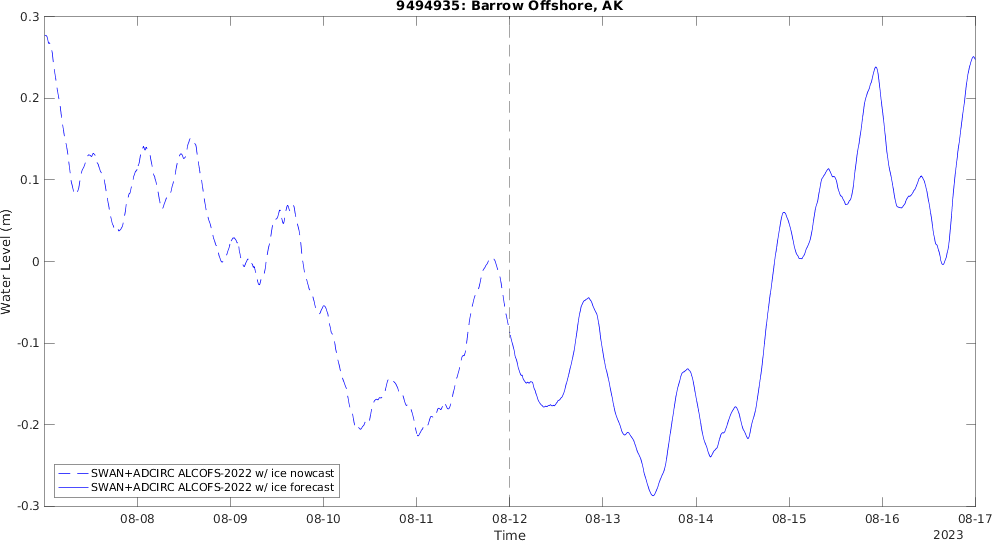 9494935: Barrow Offshore, AK
0.3
0.2
0.1
0
-0.1
-0.2
-0.3
Water Level (m)
SWAN+ADCIRC ALCOFS-2022 w/ ice nowcast
SWAN+ADCIRC ALCOFS-2022 w/ ice forecast
08-08 08-09 08-10 08-11 08-12 08-13 08-14 08-15 08-16 08-17
Time
2023